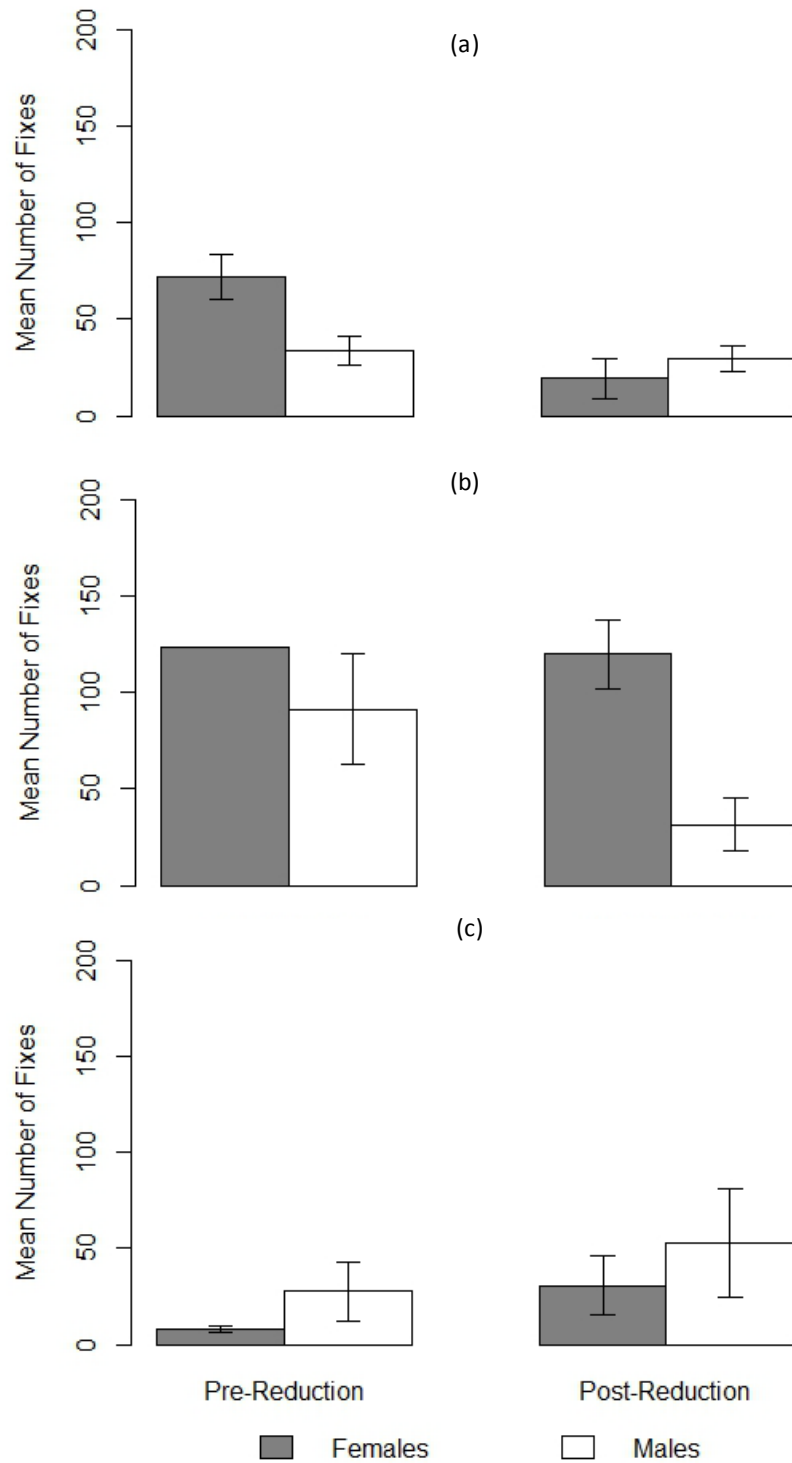 (a)
200
150
100
50
0
Mean Number of Fixes
(b)
200
150
100
50
0
Mean Number of Fixes
(c)
200
150
100
50
0
Mean Number of Fixes
Pre-Reduction Post-Reduction
Females Males